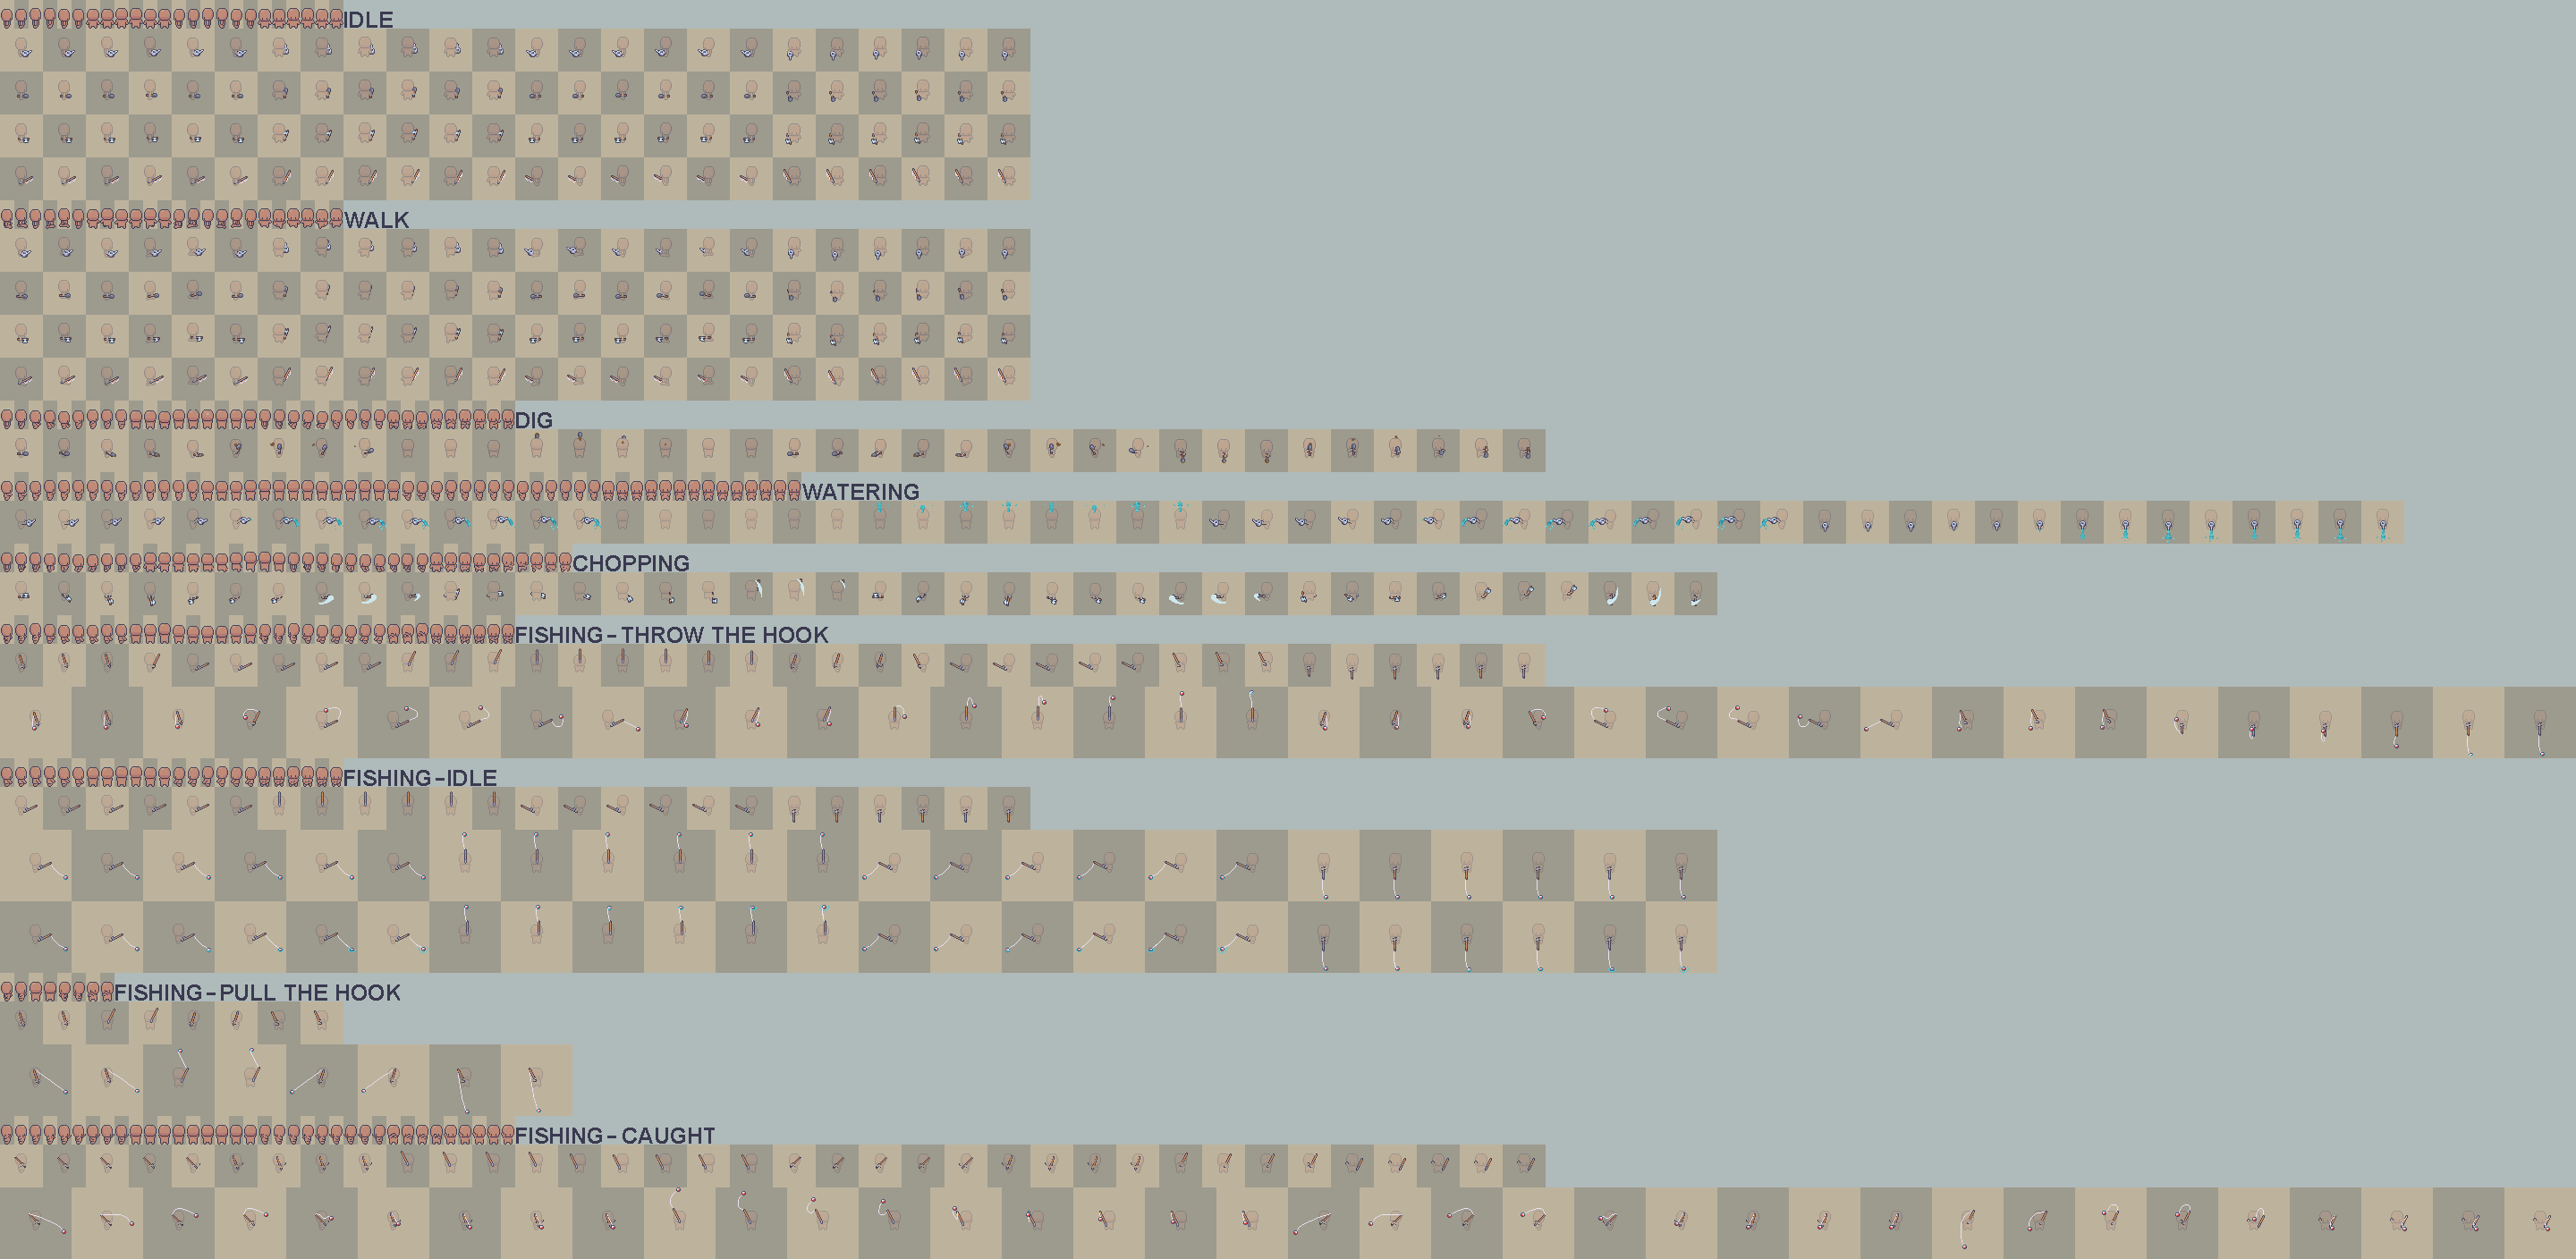 IDLE
WALK
DIG
WATERING
CHOPPING
FISHING-THROW THE HOOK
FISHING-IDLE
FISHING-PULL THE HOOK
FISHING-CAUGHT